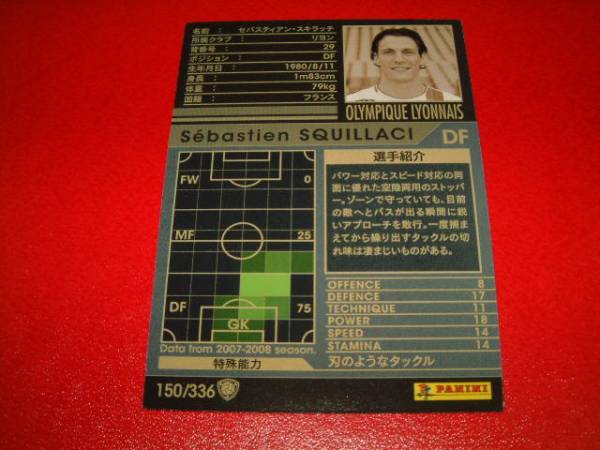 名前 : セバスティアン・スキラッチ
所属クラブ : リヨン
背番号 : 29
ポジション : DF
生年月日 : 1980/8/11
身長 : 1m83cm
体重 : 79kg
国籍 : フランス
OLYMPIQUE LYONNAIS
Sébastien SQUILLACI DF
FW 0
MF 25
DF 75
GK
Data from 2007-2008 season.
選手紹介
パワー対応とスピード対応の両
面に優れた空陸両用のストッパ
ー。ゾーンで守っていても、目前
の敵へとパスが出る瞬間に鋭
いアプローチを敢行。一度捕ま
えてから繰り出すタックルの切
れ味は凄まじいものがある。
OFFENCE 8
DEFENCE 17
TECHNIQUE 11
POWER 18
SPEED 14
STAMINA 14
特殊能力 刃のようなタックル
150/336
PANINI